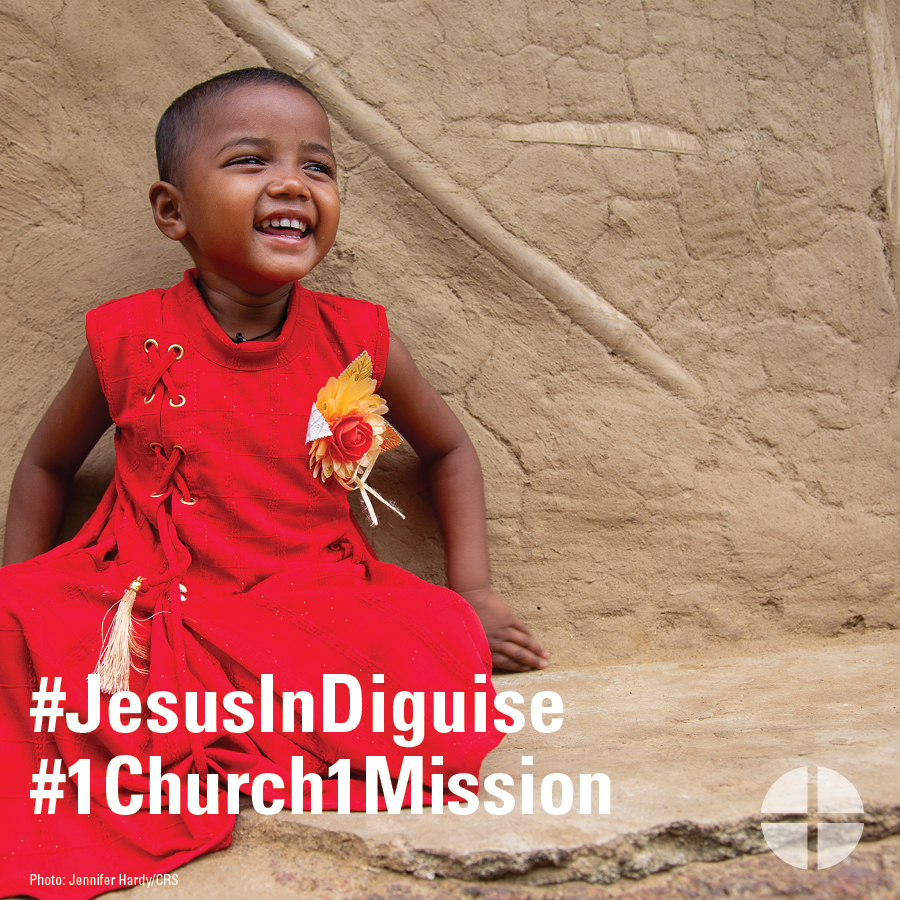 #JesusInDiguise
#1Church1Mission
Photo: Jennifer Hardy/CRS